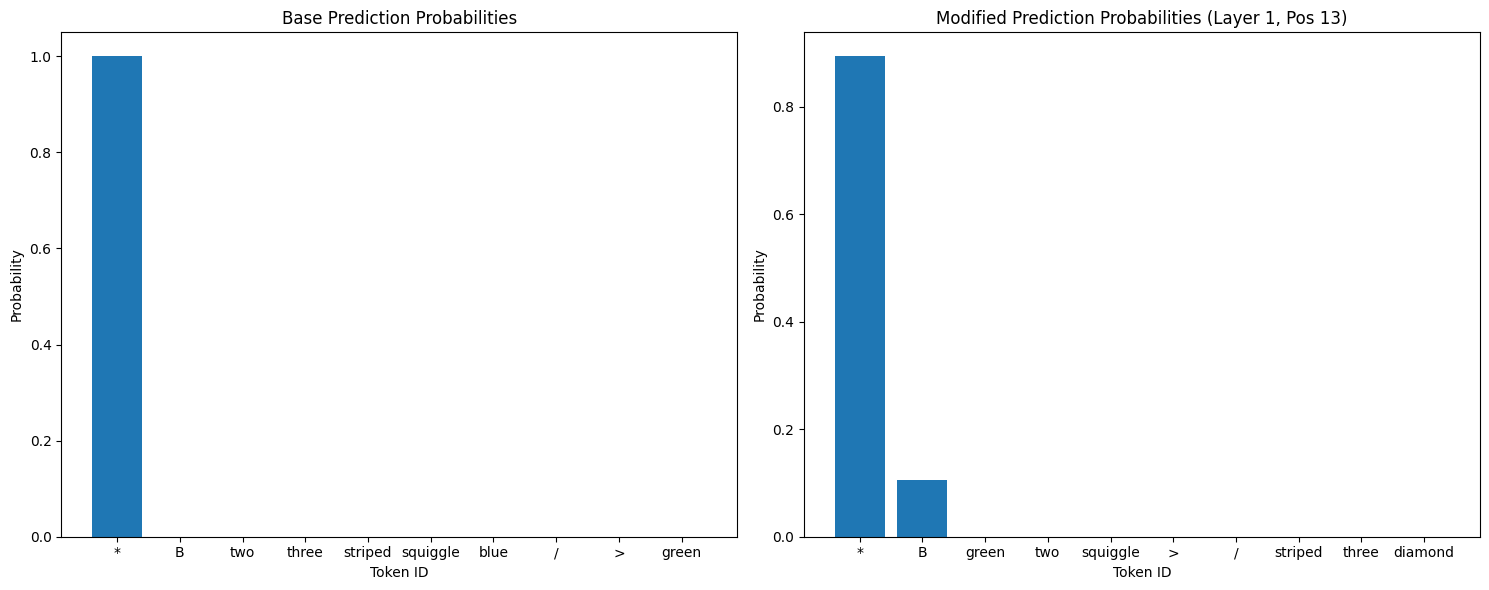 Base Prediction Probabilities
Probability
1.0
0.8
0.6
0.4
0.2
0.0
* B two three striped squiggle blue / > green
Token ID
Modified Prediction Probabilities (Layer 1, Pos 13)
Probability
0.8
0.6
0.4
0.2
0.0
* B green two squiggle > / striped three diamond
Token ID